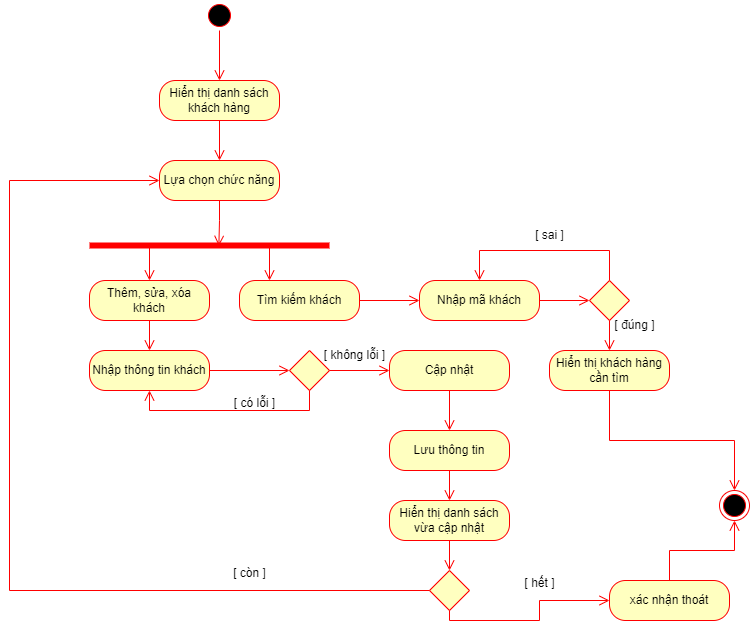 Hiển thị danh sách
khách hàng
Lựa chọn chức năng
[ sai ]
Thêm, sửa, xóa
khách
Tìm kiếm khách
Nhập mã khách
[ đúng ]
Nhập thông tin khách
[ không lỗi ]
Cập nhật
Hiển thị khách hàng
cần tìm
[ có lỗi ]
Lưu thông tin
Hiển thị danh sách
vừa cập nhật
[ còn ]
[ hết ]
xác nhận thoát